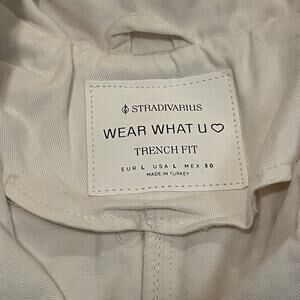 STRADIVARIUS
WEAR WHAT U ♡
TRENCH FIT
EUR L USA L MEX 30
MADE IN TURKEY